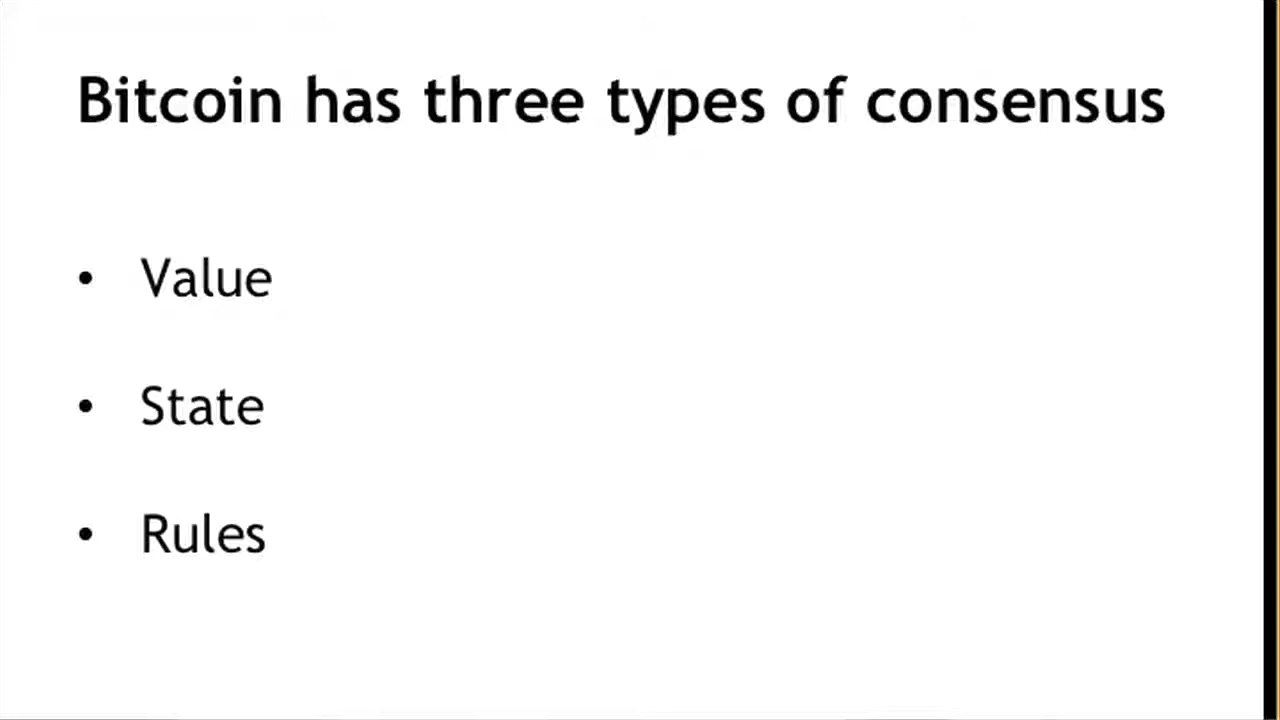 Bitcoin has three types of consensus
• Value
• State
• Rules